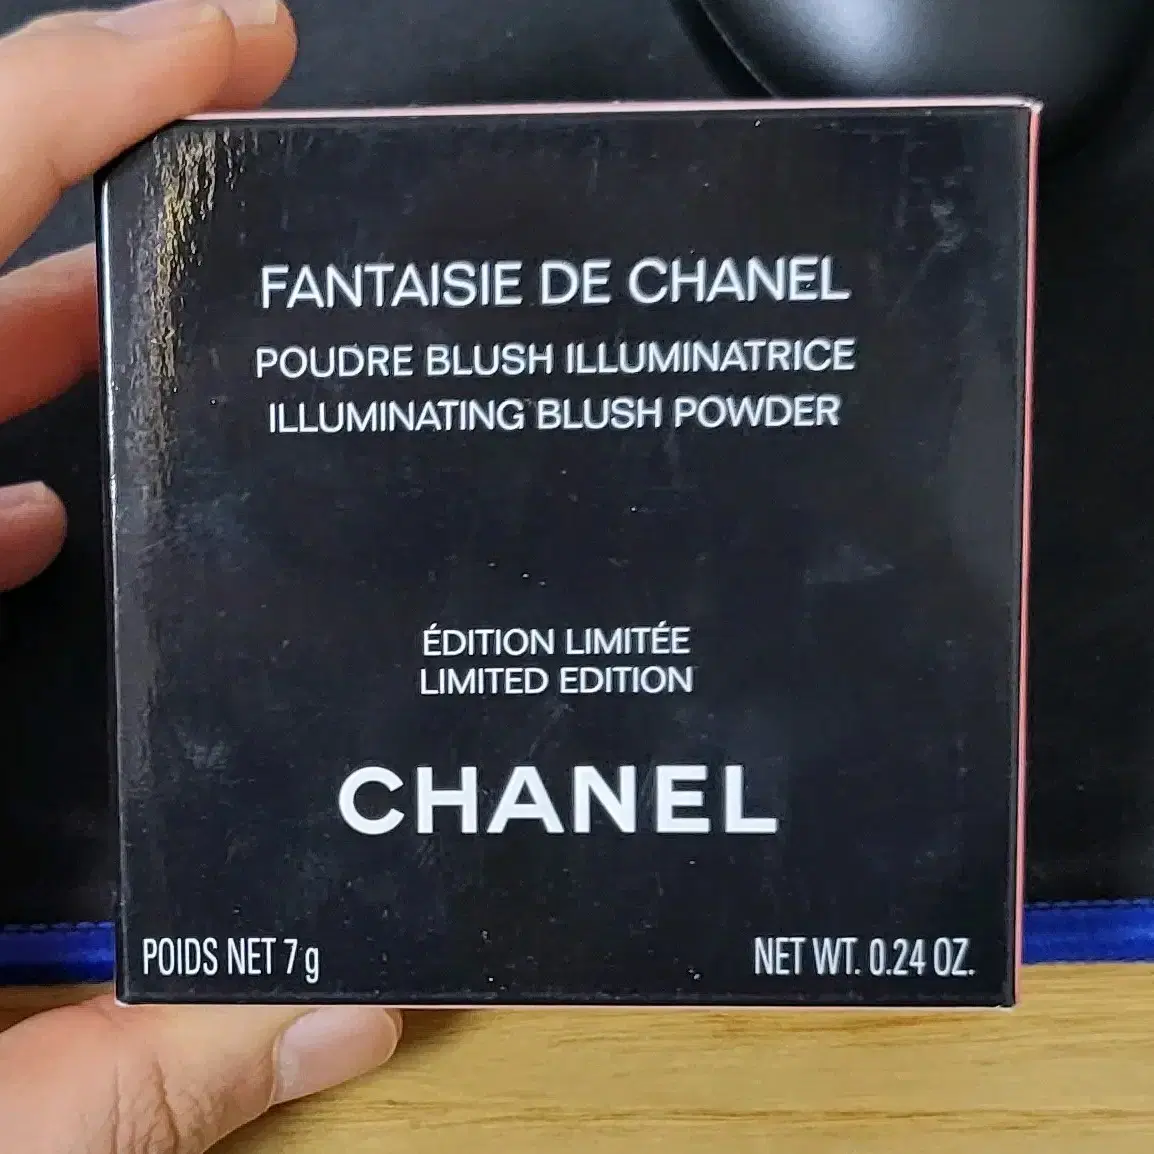 FANTAISIE DE CHANEL
POUDRE BLUSH ILLUMINATRICE
ILLUMINATING BLUSH POWDER
ÉDITION LIMITÉE
LIMITED EDITION
CHANEL
POIDS NET 7 g
NET WT. 0.24 OZ.